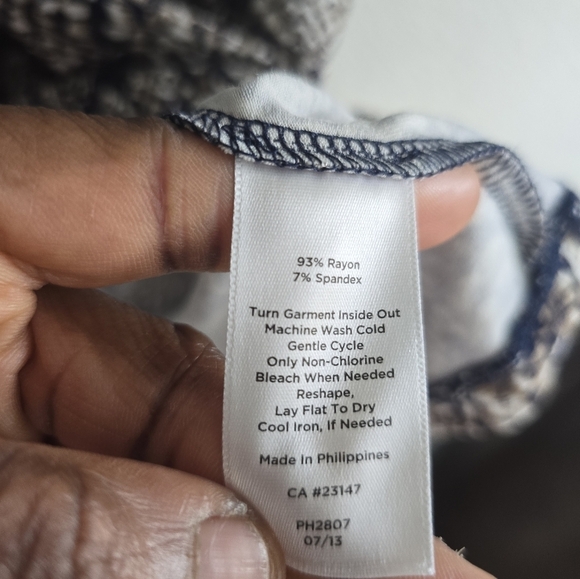 93% Rayon
7% Spandex
Turn Garment Inside Out
Machine Wash Cold
Gentle Cycle
Only Non-Chlorine
Bleach When Needed
Reshape,
Lay Flat To Dry
Cool Iron, If Needed
Made In Philippines
CA #23147
PH2807
07/13